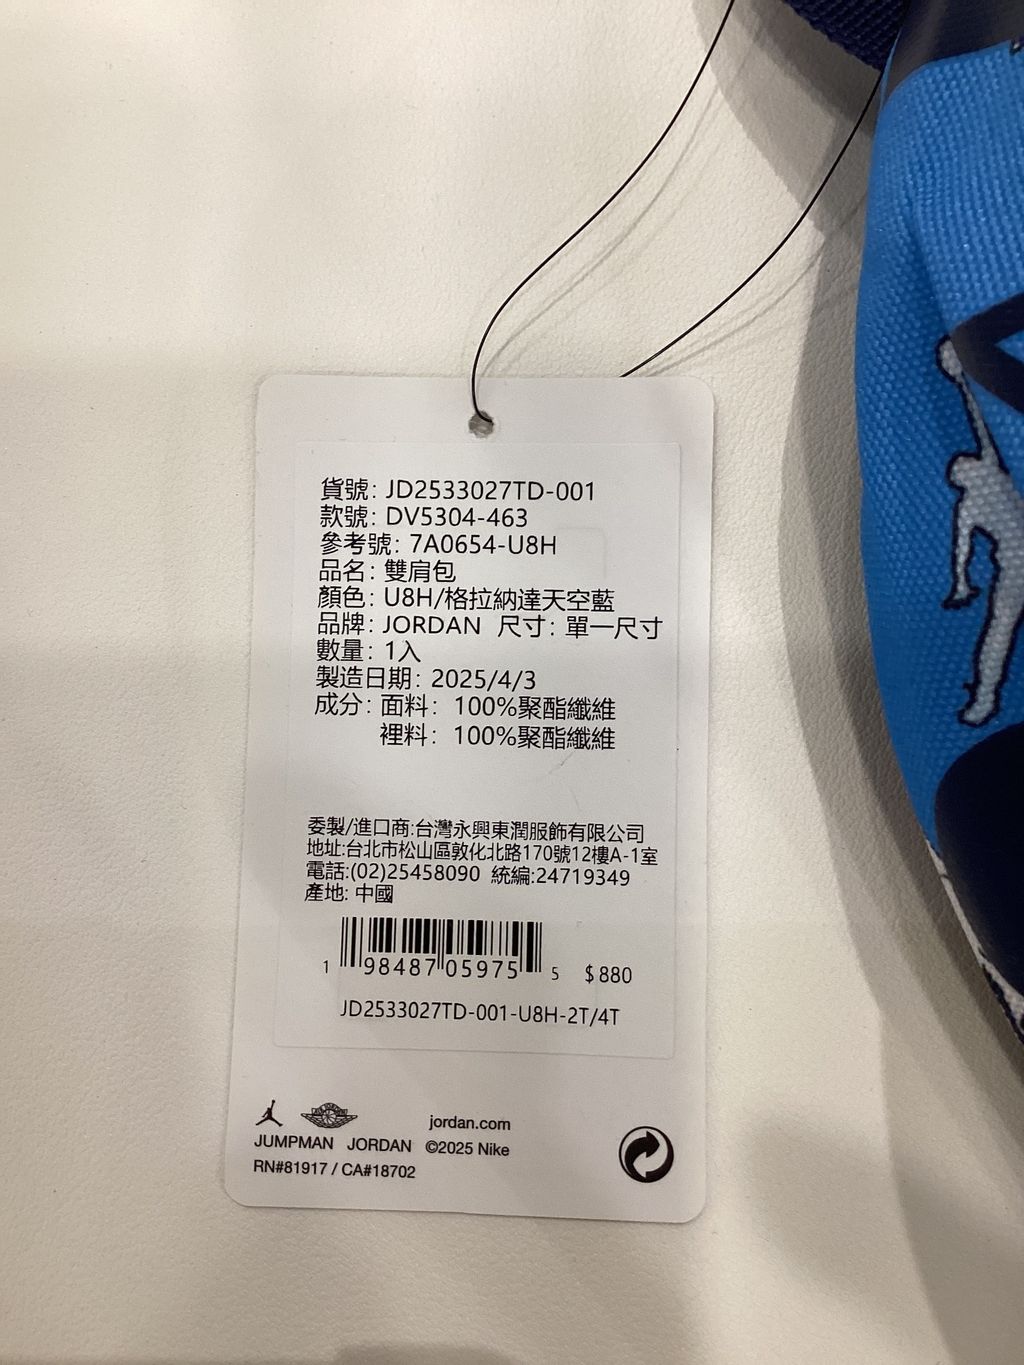 貨號: JD2533027TD-001
款號: DV5304-463
參考號: 7A0654-U8H
品名: 雙肩包
顏色: U8H/格拉納達天空藍
品牌: JORDAN 尺寸: 單一尺寸
數量: 1入
製造日期: 2025/4/3
成分: 面料: 100%聚酯纖維
裡料: 100%聚酯纖維
委製/進口商:台灣永興東潤服飾有限公司
地址:台北市松山區敦化北路170號12樓A-1室
電話:(02)25458090 統編:24719349
產地: 中國
1 98487 05975 5 $880
JD2533027TD-001-U8H-2T/4T
jordan.com
JUMPMAN JORDAN ©2025 Nike
RN#81917 / CA#18702